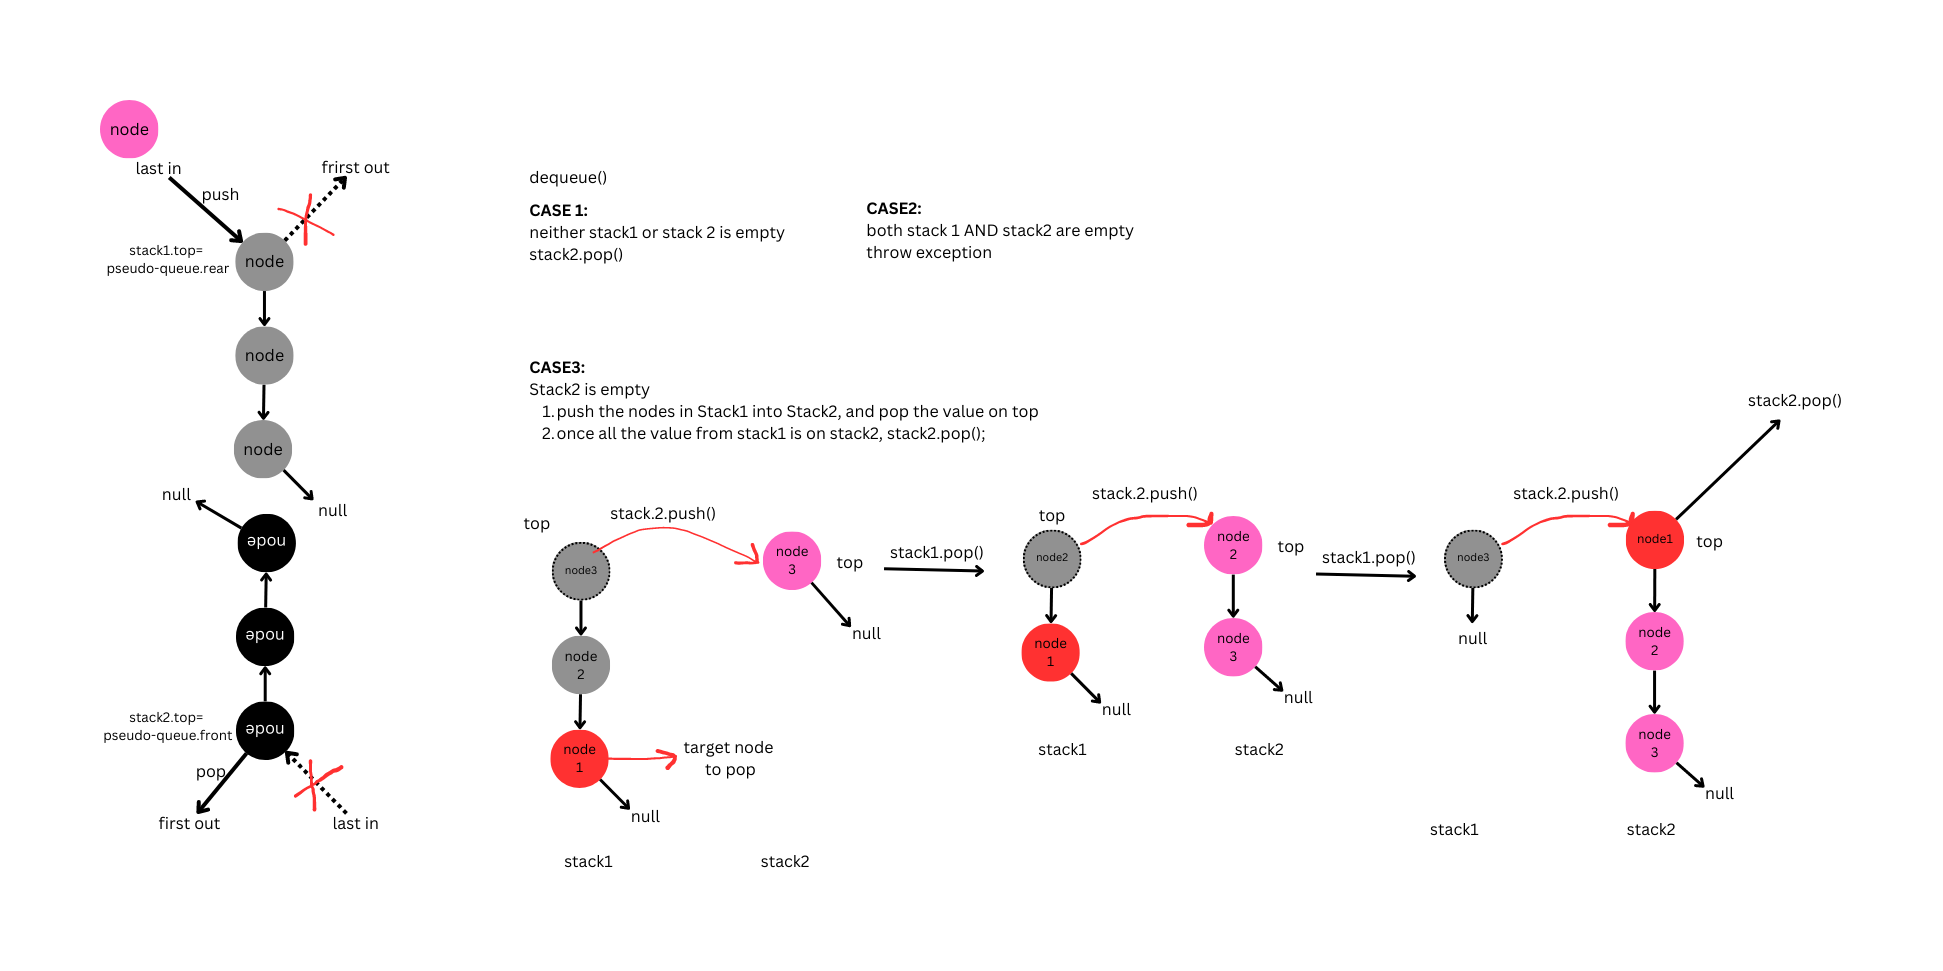 node
last in
push
frirst out
stack1.top=
pseudo-queue.rear
node
node
node
null
null
node
node
stack2.top=
pseudo-queue.front
node
pop
first out
last in
dequeue()
CASE 1:
neither stack1 or stack 2 is empty
stack2.pop()
CASE2:
both stack 1 AND stack2 are empty
throw exception
CASE3:
Stack2 is empty
1. push the nodes in Stack1 into Stack2, and pop the value on top
2. once all the value from stack1 is on stack2, stack2.pop();
top
stack.2.push()
node3
node
3
top
null
node
2
node
1
target node
to pop
null
stack1
stack2
stack1.pop()
top
stack.2.push()
node2
node
2
top
node
1
node
3
null
null
stack1
stack2
stack1.pop()
stack.2.push()
stack2.pop()
node3
node1
top
null
node
2
node
3
null
stack1
stack2